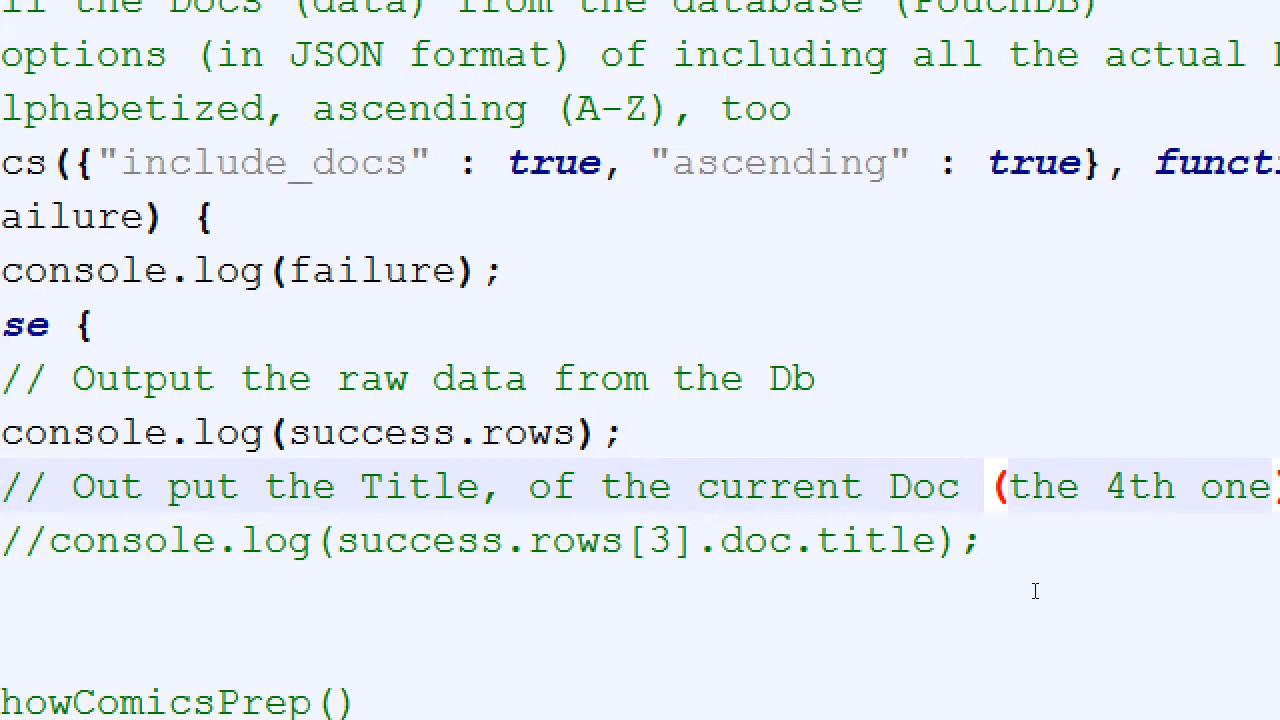 ll the Docs (data) from the database (PouchDB)
options (in JSON format) of including all the actual
lphabetized, ascending (A-Z), too
cs({"include_docs" : true, "ascending" : true}, functi
ailure) {
console.log(failure);
se {
// Output the raw data from the Db
console.log(success.rows);
// Out put the Title, of the current Doc (the 4th one)
//console.log(success.rows[3].doc.title);
howComicsPrep()